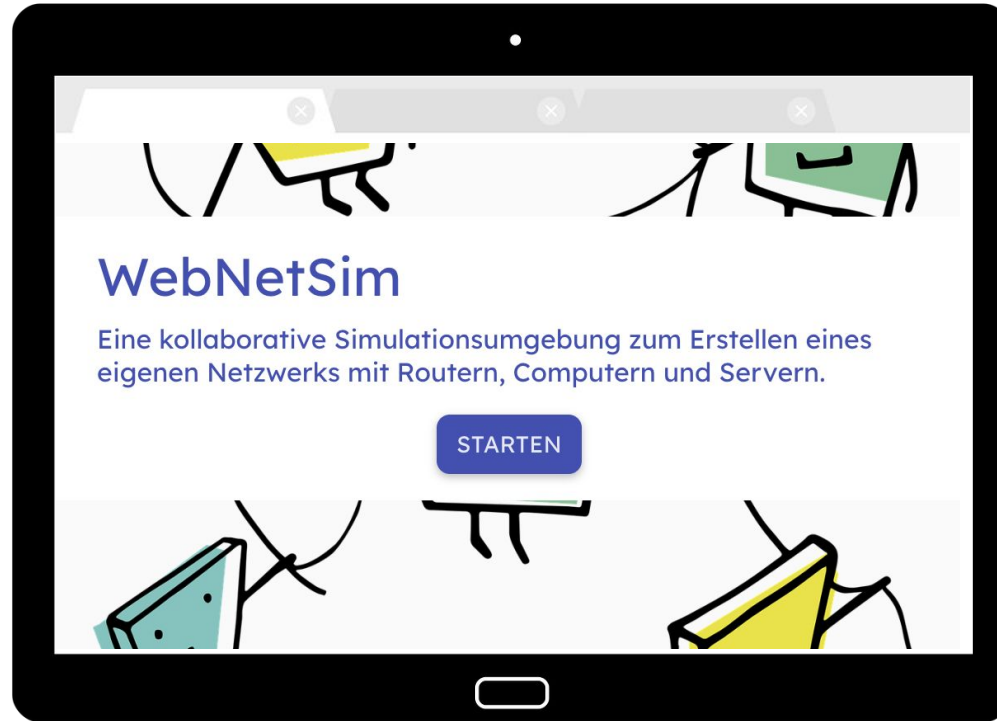 WebNetSim
Eine kollaborative Simulationsumgebung zum Erstellen eines
eigenen Netzwerks mit Routern, Computern und Servern.
STARTEN